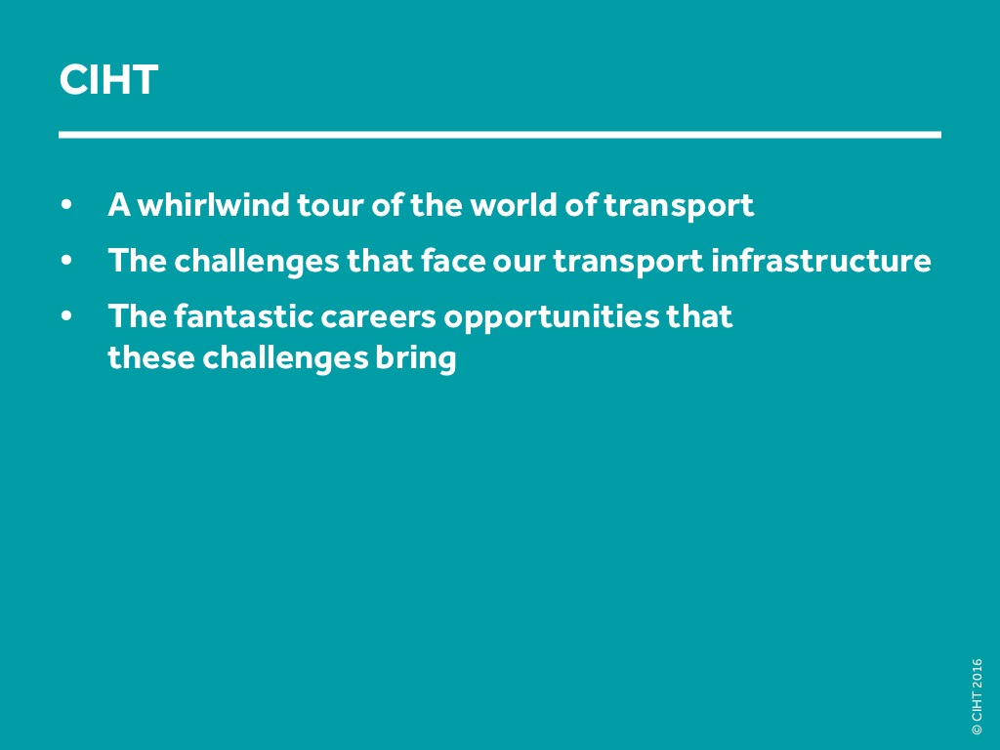 CIHT
• A whirlwind tour of the world of transport
• The challenges that face our transport infrastructure
• The fantastic careers opportunities that
these challenges bring
© CIHT 2016